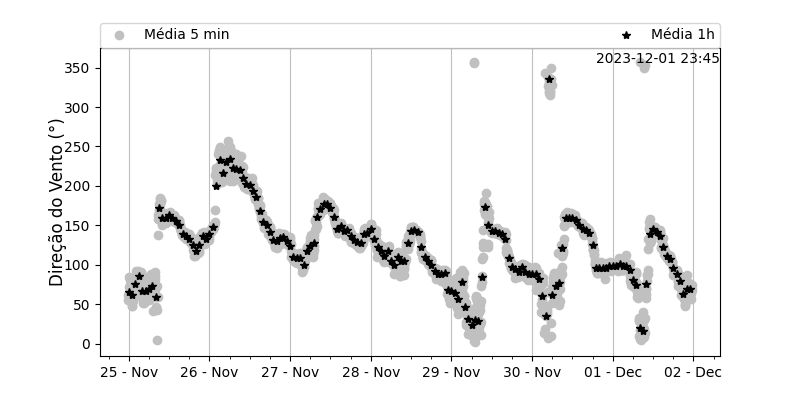 Média 5 min
Média 1h
2023-12-01 23:45
Direção do Vento (°)
350
300
250
200
150
100
50
0
25 - Nov
26 - Nov
27 - Nov
28 - Nov
29 - Nov
30 - Nov
01 - Dec
02 - Dec